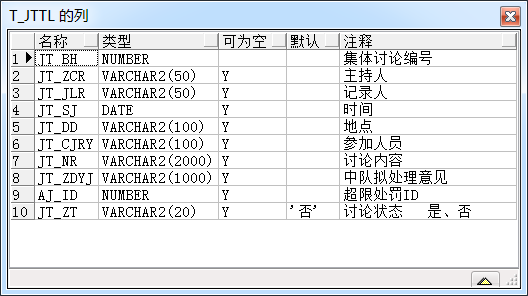 T_JTTL 的列
名称 类型 可为空 默认 注释
1 JT_BH NUMBER 集体讨论编号
2 JT_ZCR VARCHAR2(50) Y 主持人
3 JT_JLR VARCHAR2(50) Y 记录人
4 JT_SJ DATE Y 时间
5 JT_DD VARCHAR2(100) Y 地点
6 JT_CJRY VARCHAR2(100) Y 参加人员
7 JT_NR VARCHAR2(2000) Y 讨论内容
8 JT_ZDYJ VARCHAR2(1000) Y 中队拟处理意见
9 AJ_ID NUMBER Y 超限处罚ID
10 JT_ZT VARCHAR2(20) Y '否' 讨论状态 是、否